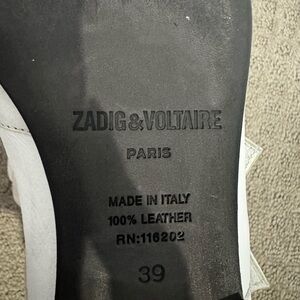 ZADIG&VOLTAIRE
PARIS
MADE IN ITALY
100% LEATHER
RN:116202
39